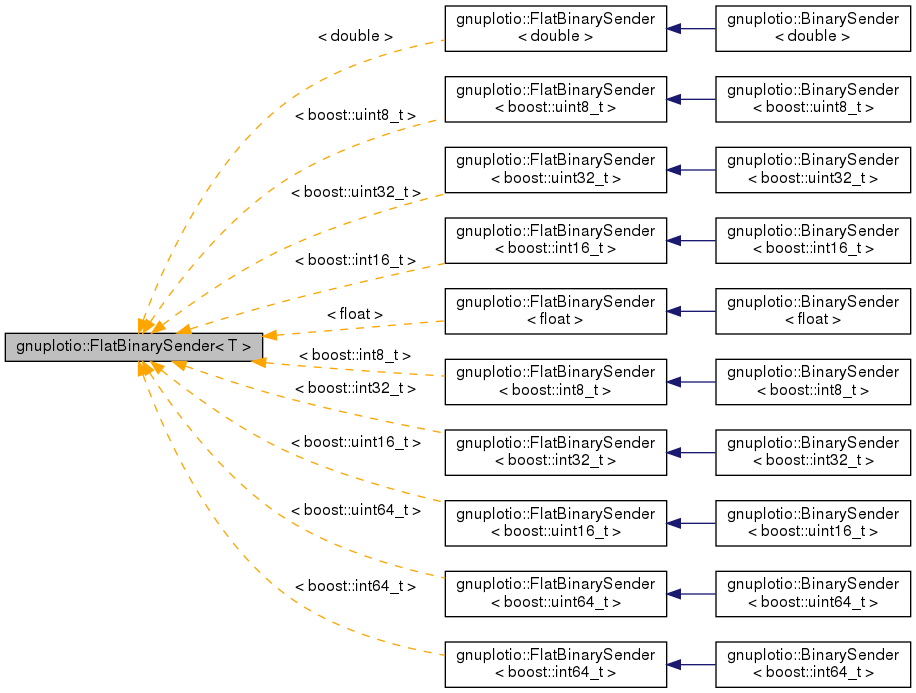 gnuplotio::FlatBinarySender< T >
< double >
< boost::uint8_t >
< boost::uint32_t >
< boost::int16_t >
< float >
< boost::int8_t >
< boost::int32_t >
< boost::uint16_t >
< boost::uint64_t >
< boost::int64_t >
gnuplotio::FlatBinarySender
< double >
gnuplotio::BinarySender
< double >
gnuplotio::FlatBinarySender
< boost::uint8_t >
gnuplotio::BinarySender
< boost::uint8_t >
gnuplotio::FlatBinarySender
< boost::uint32_t >
gnuplotio::BinarySender
< boost::uint32_t >
gnuplotio::FlatBinarySender
< boost::int16_t >
gnuplotio::BinarySender
< boost::int16_t >
gnuplotio::FlatBinarySender
< float >
gnuplotio::BinarySender
< float >
gnuplotio::FlatBinarySender
< boost::int8_t >
gnuplotio::BinarySender
< boost::int8_t >
gnuplotio::FlatBinarySender
< boost::int32_t >
gnuplotio::BinarySender
< boost::int32_t >
gnuplotio::FlatBinarySender
< boost::uint16_t >
gnuplotio::BinarySender
< boost::uint16_t >
gnuplotio::FlatBinarySender
< boost::uint64_t >
gnuplotio::BinarySender
< boost::uint64_t >
gnuplotio::FlatBinarySender
< boost::int64_t >
gnuplotio::BinarySender
< boost::int64_t >